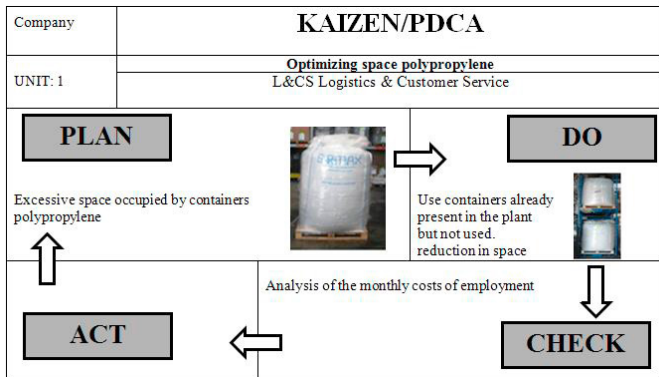 Company
KAIZEN/PDCA
UNIT: 1
Optimizing space polypropylene
L&CS Logistics & Customer Service
PLAN
Excessive space occupied by containers
polypropylene
DO
Use containers already
present in the plant
but not used.
reduction in space
Analysis of the monthly costs of employment
ACT
CHECK